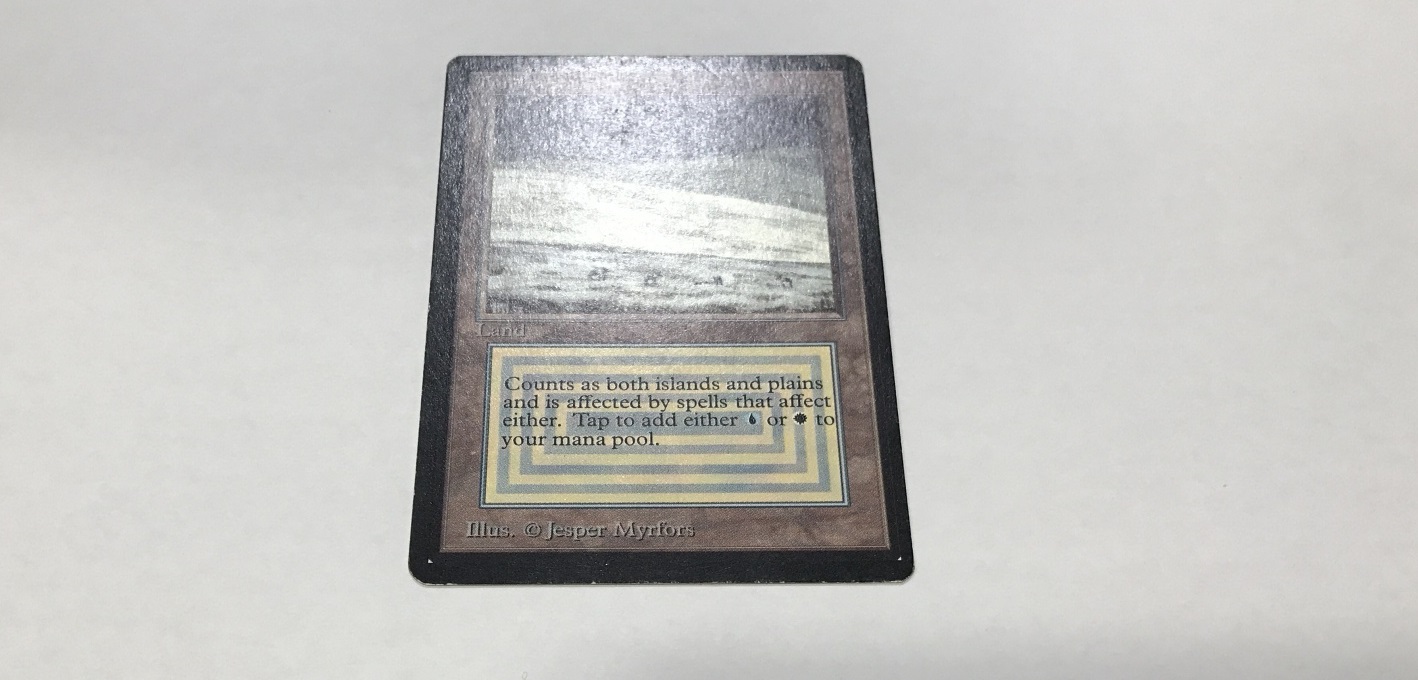 Land
Counts as both islands and plains
and is affected by spells that affect
either. Tap to add either or to
your mana pool.
Illus. © Jesper Myrfors